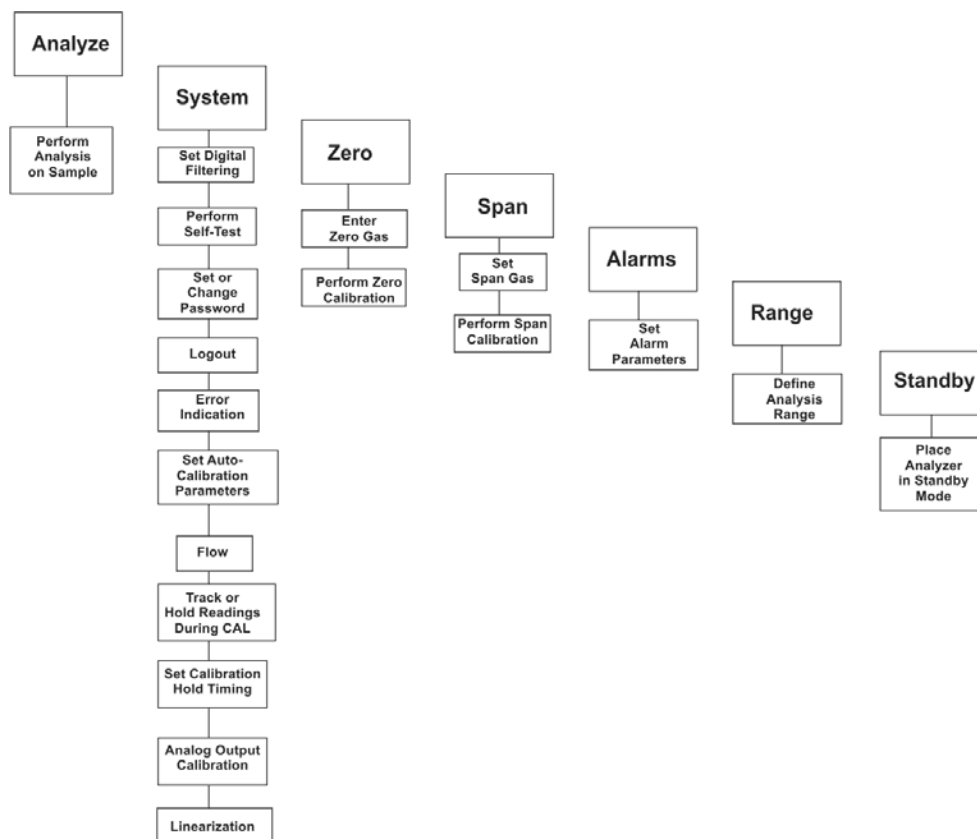 Analyze
Perform
Analysis
on Sample
System
Set Digital
Filtering
Perform
Self-Test
Set or
Change
Password
Logout
Error
Indication
Set Auto-
Calibration
Parameters
Flow
Track or
Hold Readings
During CAL
Set Calibration
Hold Timing
Analog Output
Calibration
Linearization
Zero
Enter
Zero Gas
Perform Zero
Calibration
Span
Set
Span Gas
Perform Span
Calibration
Alarms
Set
Alarm
Parameters
Range
Define
Analysis
Range
Standby
Place
Analyzer
in Standby
Mode